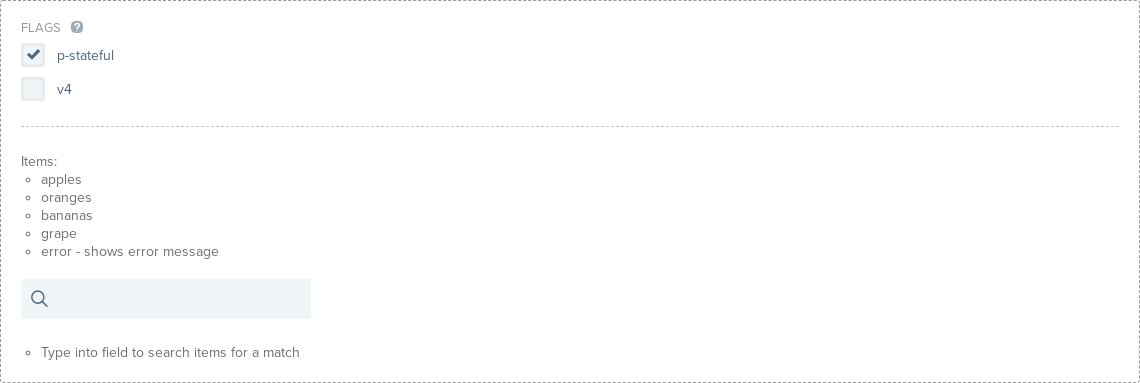 FLAGS ?
p-stateful
v4
Items:
apples
oranges
bananas
grape
error - shows error message
Type into field to search items for a match